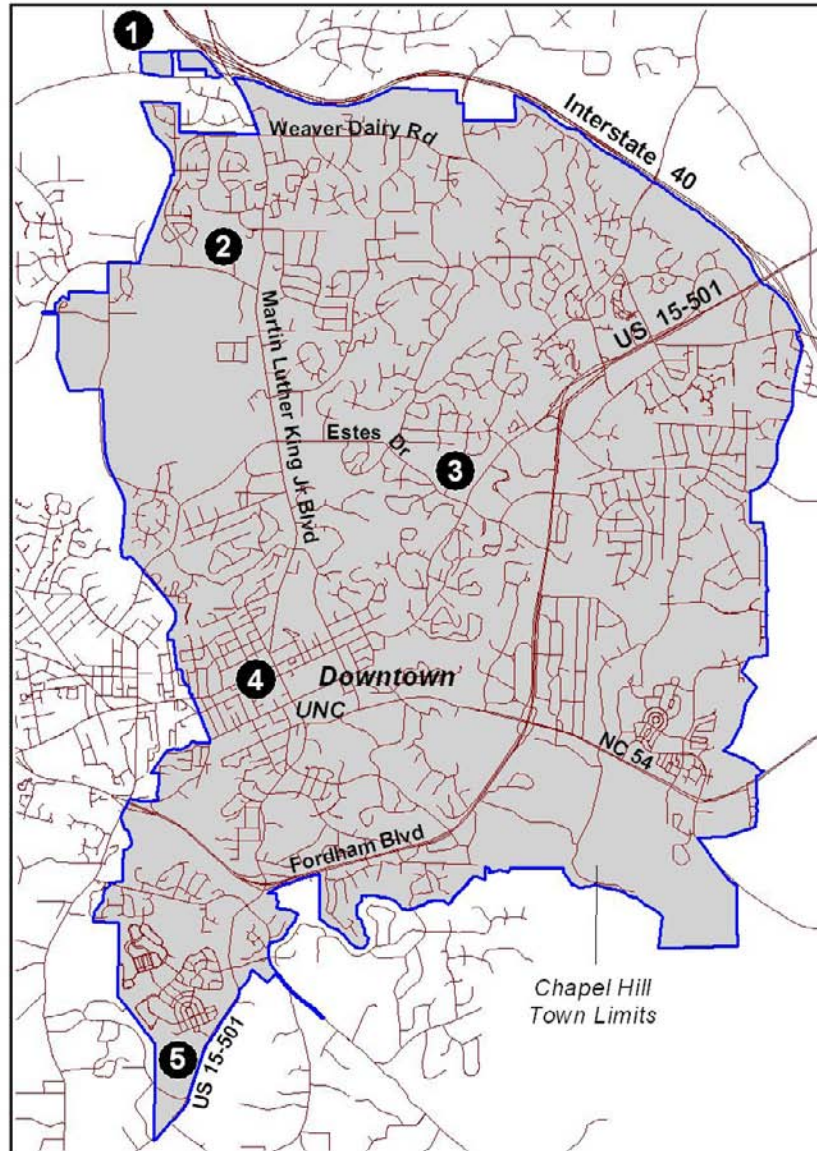 1
Weaver Dairy Rd
Interstate 40
2
Martin Luther King Jr Blvd
US 15-501
Estes Dr
3
4
Downtown
UNC
NC 54
Fordham Blvd
Chapel Hill
Town Limits
5
US 15-501